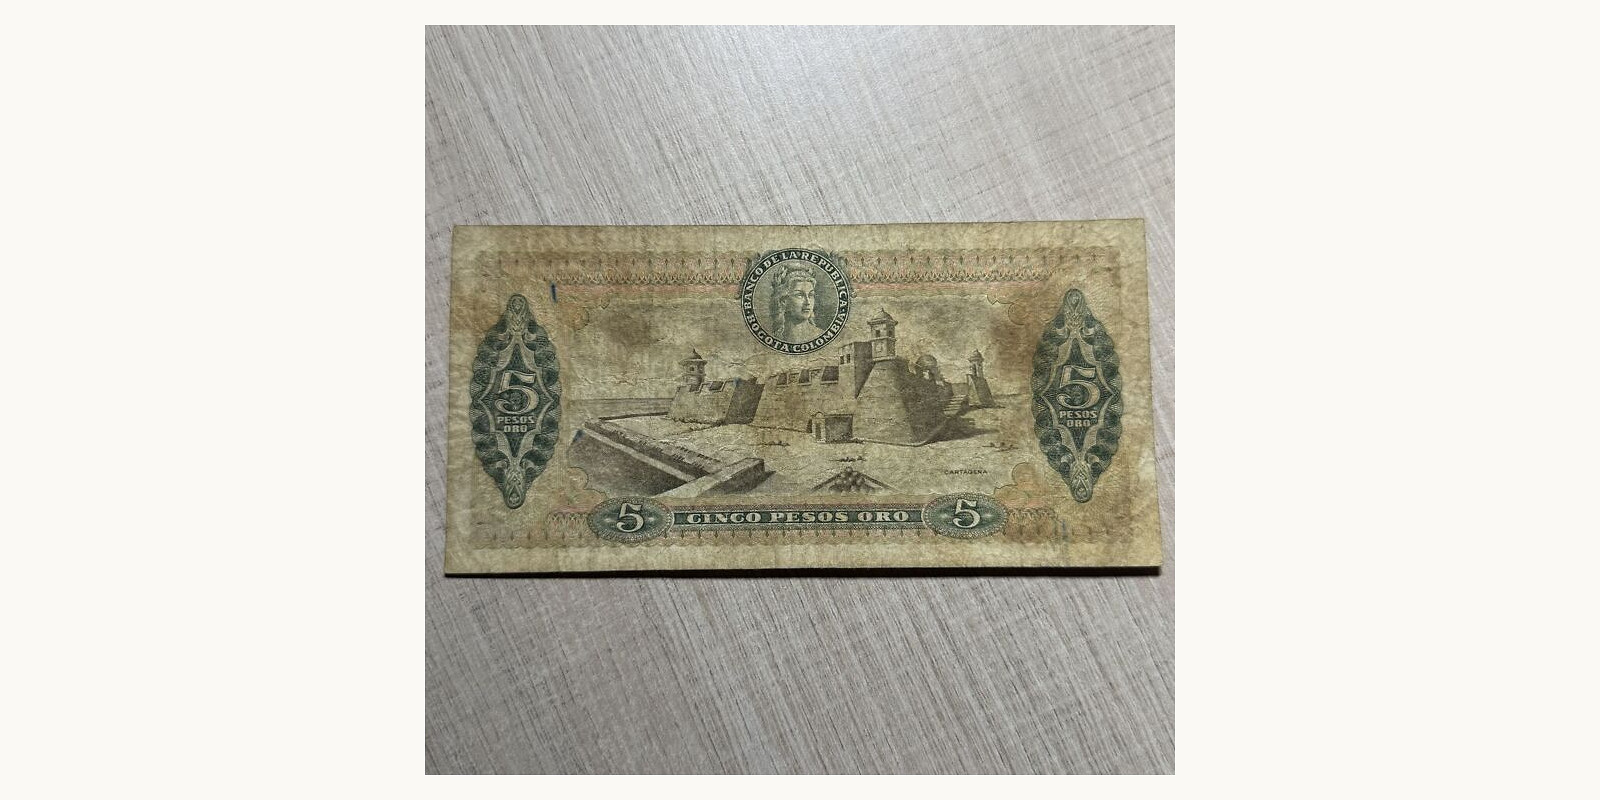 BANCO DE LA REPUBLICA
BOGOTA COLOMBIA
5
PESOS
ORO
5
PESOS
ORO
CARTAGENA
5 CINCO PESOS ORO 5